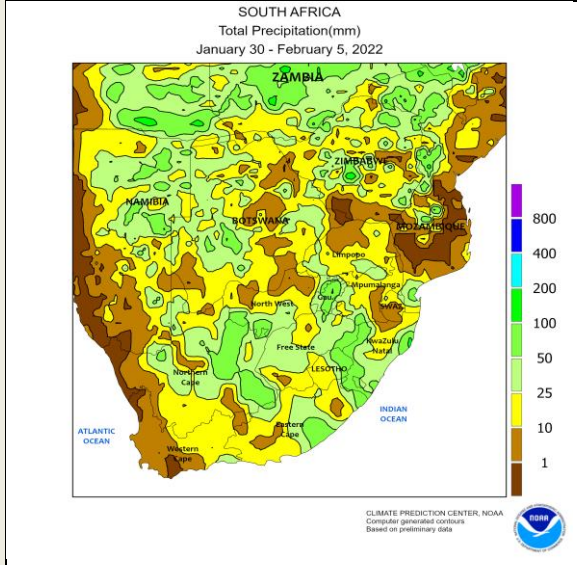 SOUTH AFRICA
Total Precipitation(mm)
January 30 - February 5, 2022
ZAMBIA
ZIMBABWE
NAMIBIA
BOTSWANA
MOZAMBIQUE
Limpopo
Mpumalanga
North West
Gau.
SWAZ.
Free State
KwaZulu
Natal
LESOTHO
Northern
Cape
Eastern
Cape
Western
Cape
ATLANTIC
OCEAN
INDIAN
OCEAN
800
400
200
100
50
25
10
1
CLIMATE PREDICTION CENTER, NOAA
Computer generated contours
Based on preliminary data
NOAA